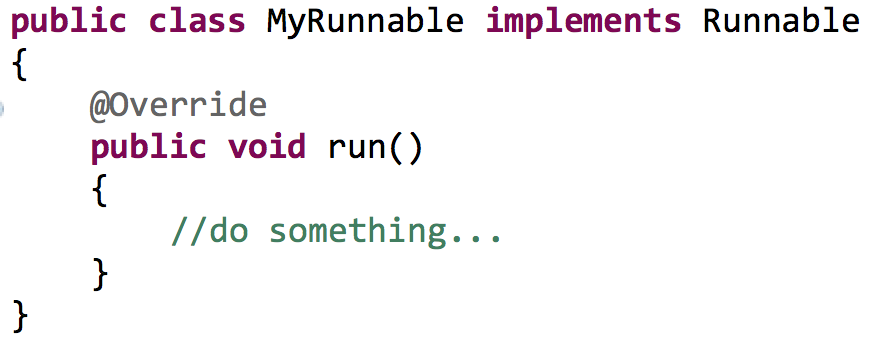 public class MyRunnable implements Runnable
{
    @Override
    public void run()
    {
        //do something...
    }
}